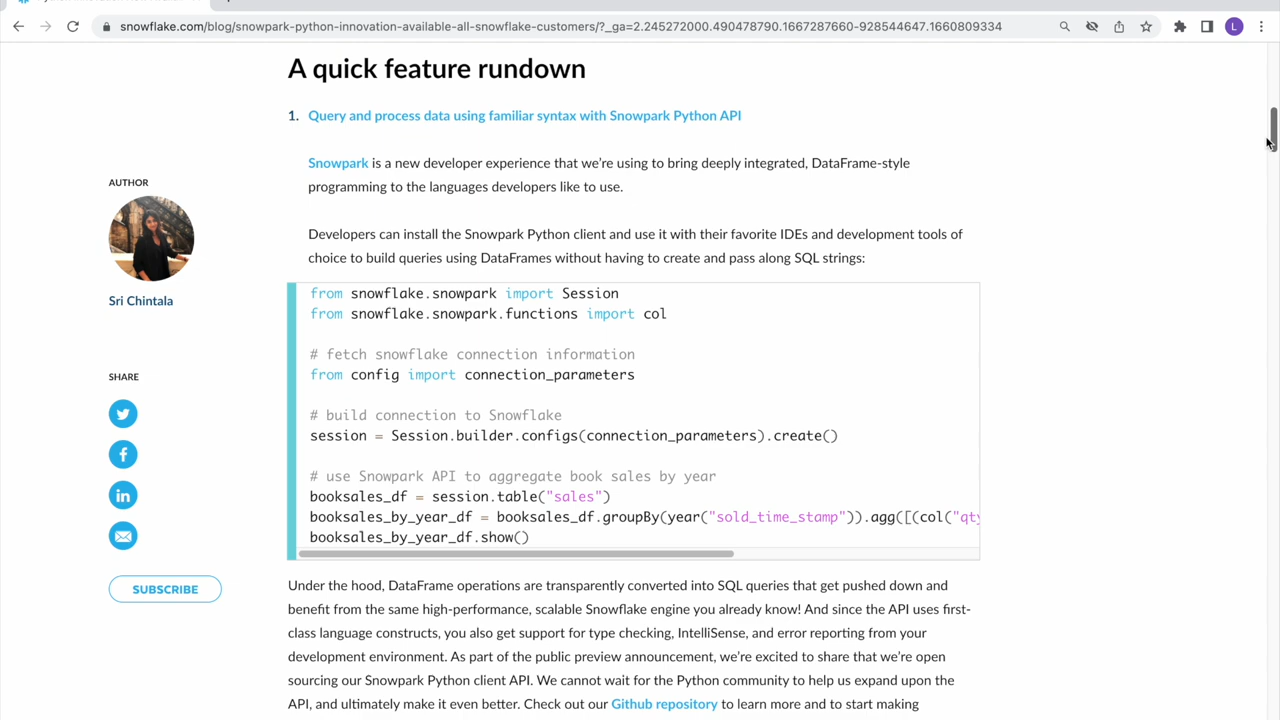 snowflake.com/blog/snowpark-python-innovation-available-all-snowflake-customers/?_ga=2.245272000.490478790.1667287660-928544647.1660809334
L
A quick feature rundown
1. Query and process data using familiar syntax with Snowpark Python API
Snowpark is a new developer experience that we’re using to bring deeply integrated, DataFrame-style
programming to the languages developers like to use.
Developers can install the Snowpark Python client and use it with their favorite IDEs and development tools of
choice to build queries using DataFrames without having to create and pass along SQL strings:
AUTHOR
Sri Chintala
SHARE
SUBSCRIBE
from snowflake.snowpark import Session
from snowflake.snowpark.functions import col
# fetch snowflake connection information
from config import connection_parameters
# build connection to Snowflake
session = Session.builder.configs(connection_parameters).create()
# use Snowpark API to aggregate book sales by year
booksales_df = session.table("sales")
booksales_by_year_df = booksales_df.groupBy(year("sold_time_stamp")).agg([(col("qty
booksales_by_year_df.show()
Under the hood, DataFrame operations are transparently converted into SQL queries that get pushed down and
benefit from the same high-performance, scalable Snowflake engine you already know! And since the API uses first-
class language constructs, you also get support for type checking, IntelliSense, and error reporting from your
development environment. As part of the public preview announcement, we’re excited to share that we’re open
sourcing our Snowpark Python client API. We cannot wait for the Python community to help us expand upon the
API, and ultimately make it even better. Check out our Github repository to learn more and to start making